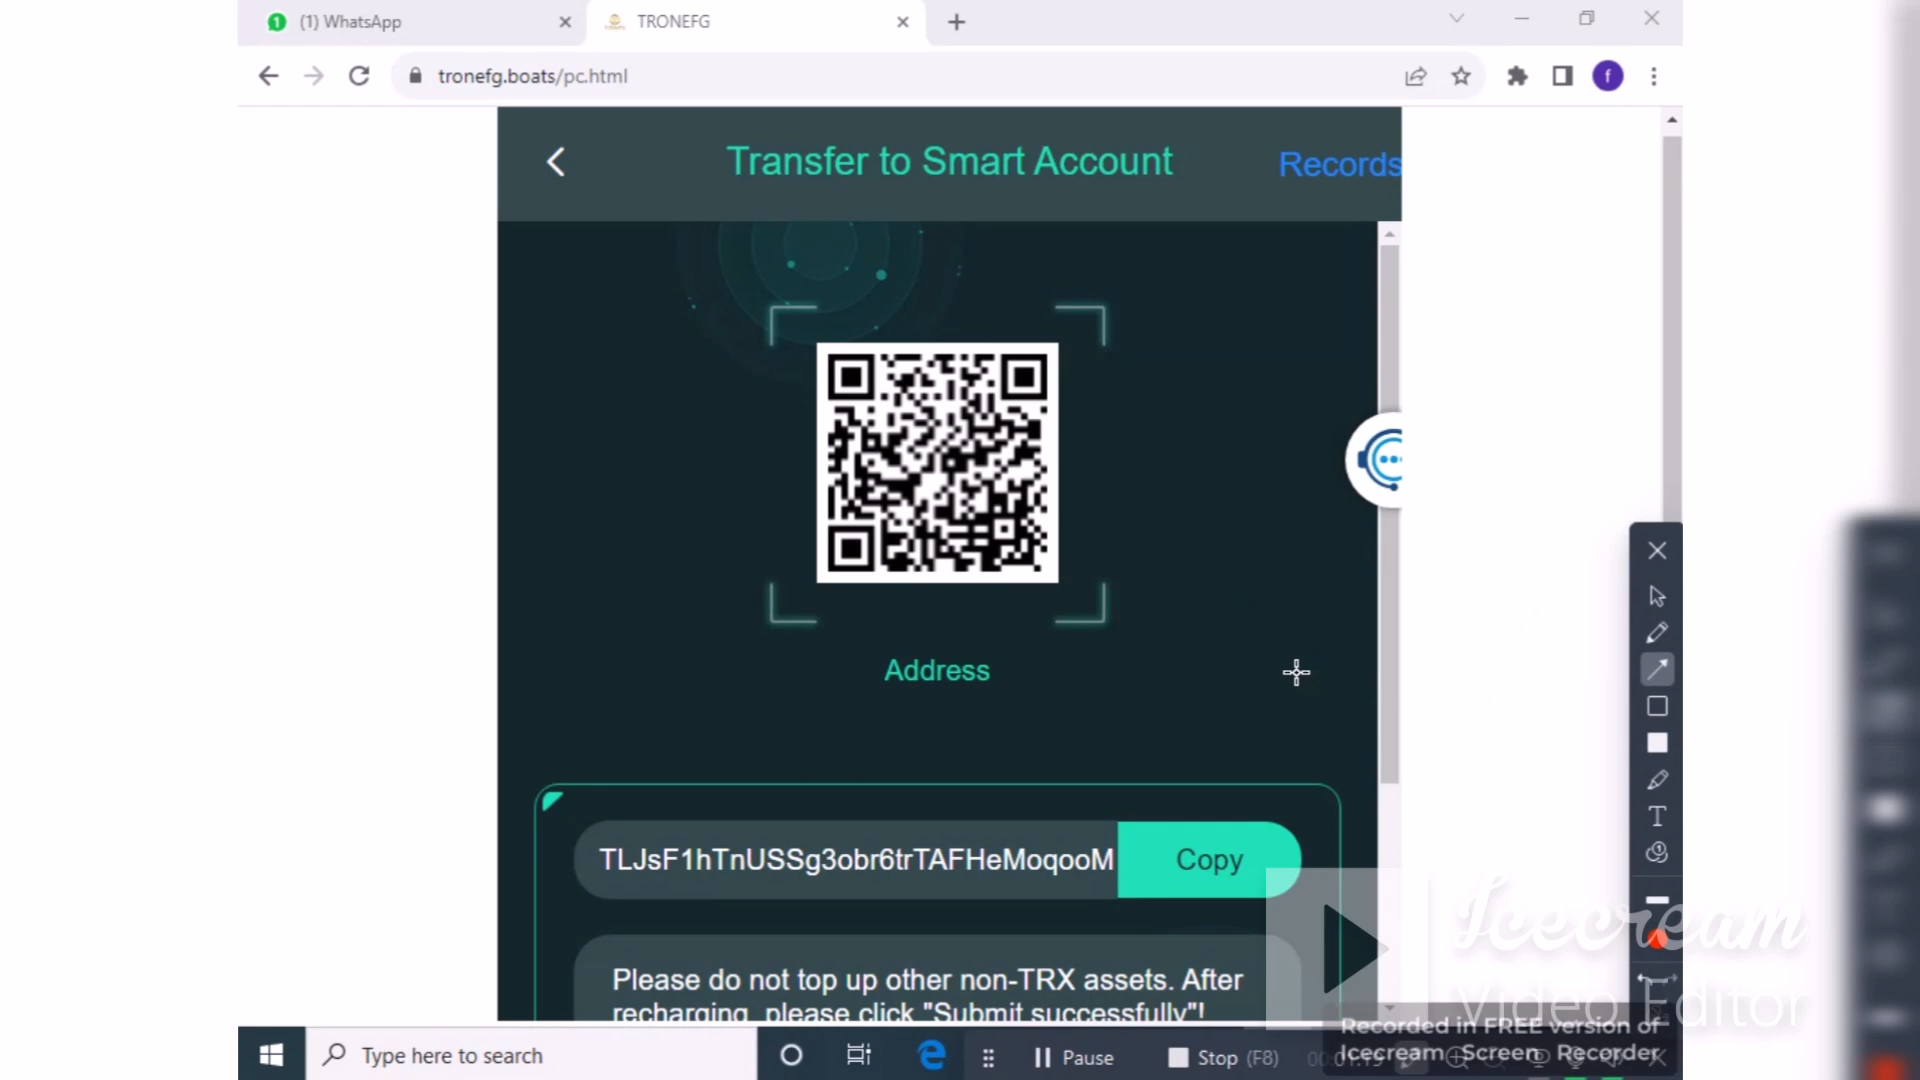 (1) WhatsApp
TRONEFG
tronefg.boats/pc.html
f
Transfer to Smart Account
Records
Address
TLJsF1hTnUSSg3obr6trTAFHeMoqooM
Copy
Please do not top up other non-TRX assets. After
recharging, please click "Submit successfully"!
T
Icecream
Video Editor
Recorded in FREE version of
Icecream Screen Recorder
Type here to search
Pause
Stop (F8)